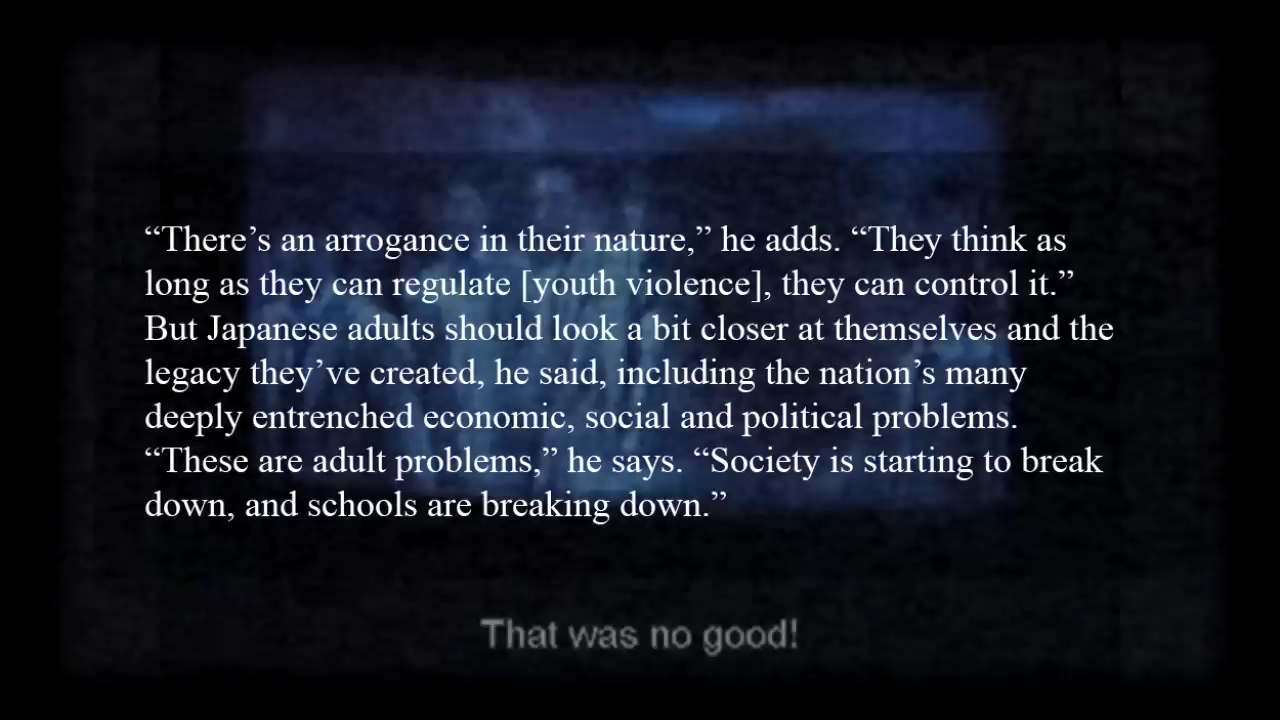 “There’s an arrogance in their nature,” he adds. “They think as
long as they can regulate [youth violence], they can control it.”
But Japanese adults should look a bit closer at themselves and the
legacy they’ve created, he said, including the nation’s many
deeply entrenched economic, social and political problems.
“These are adult problems,” he says. “Society is starting to break
down, and schools are breaking down.”
That was no good!